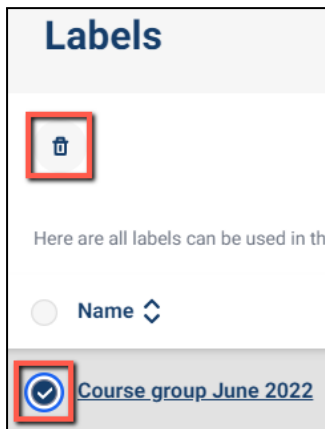 Labels
Here are all labels can be used in th
Name
Course group June 2022